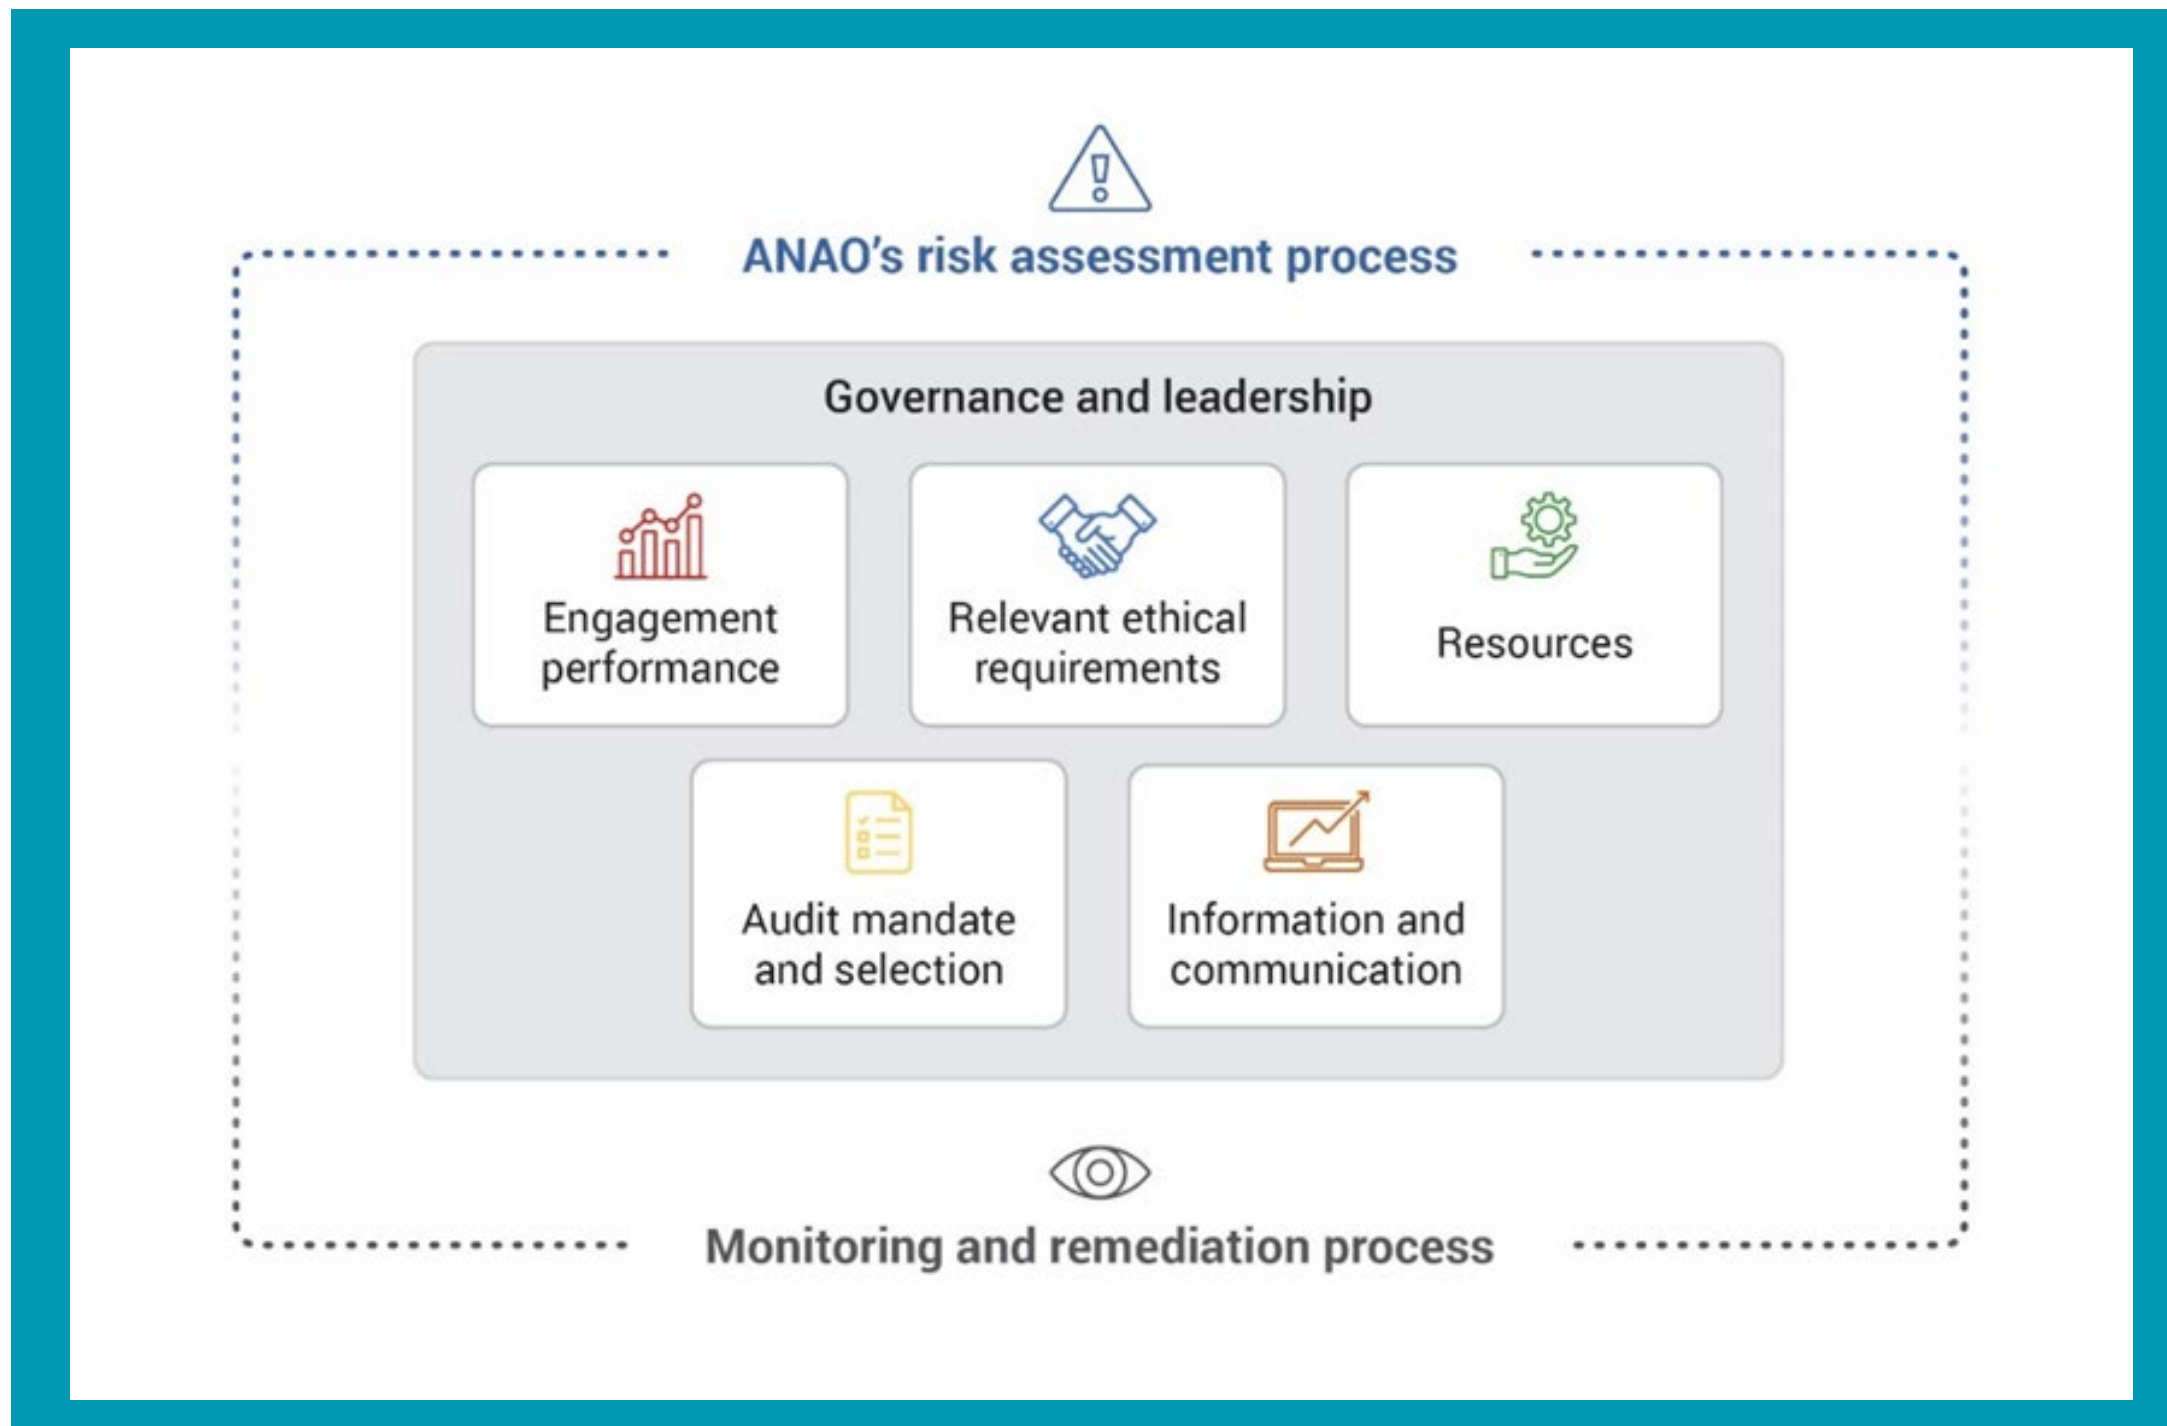 ANAO's risk assessment process
Governance and leadership
Engagement
performance
Relevant ethical
requirements
Resources
Audit mandate
and selection
Information and
communication
Monitoring and remediation process